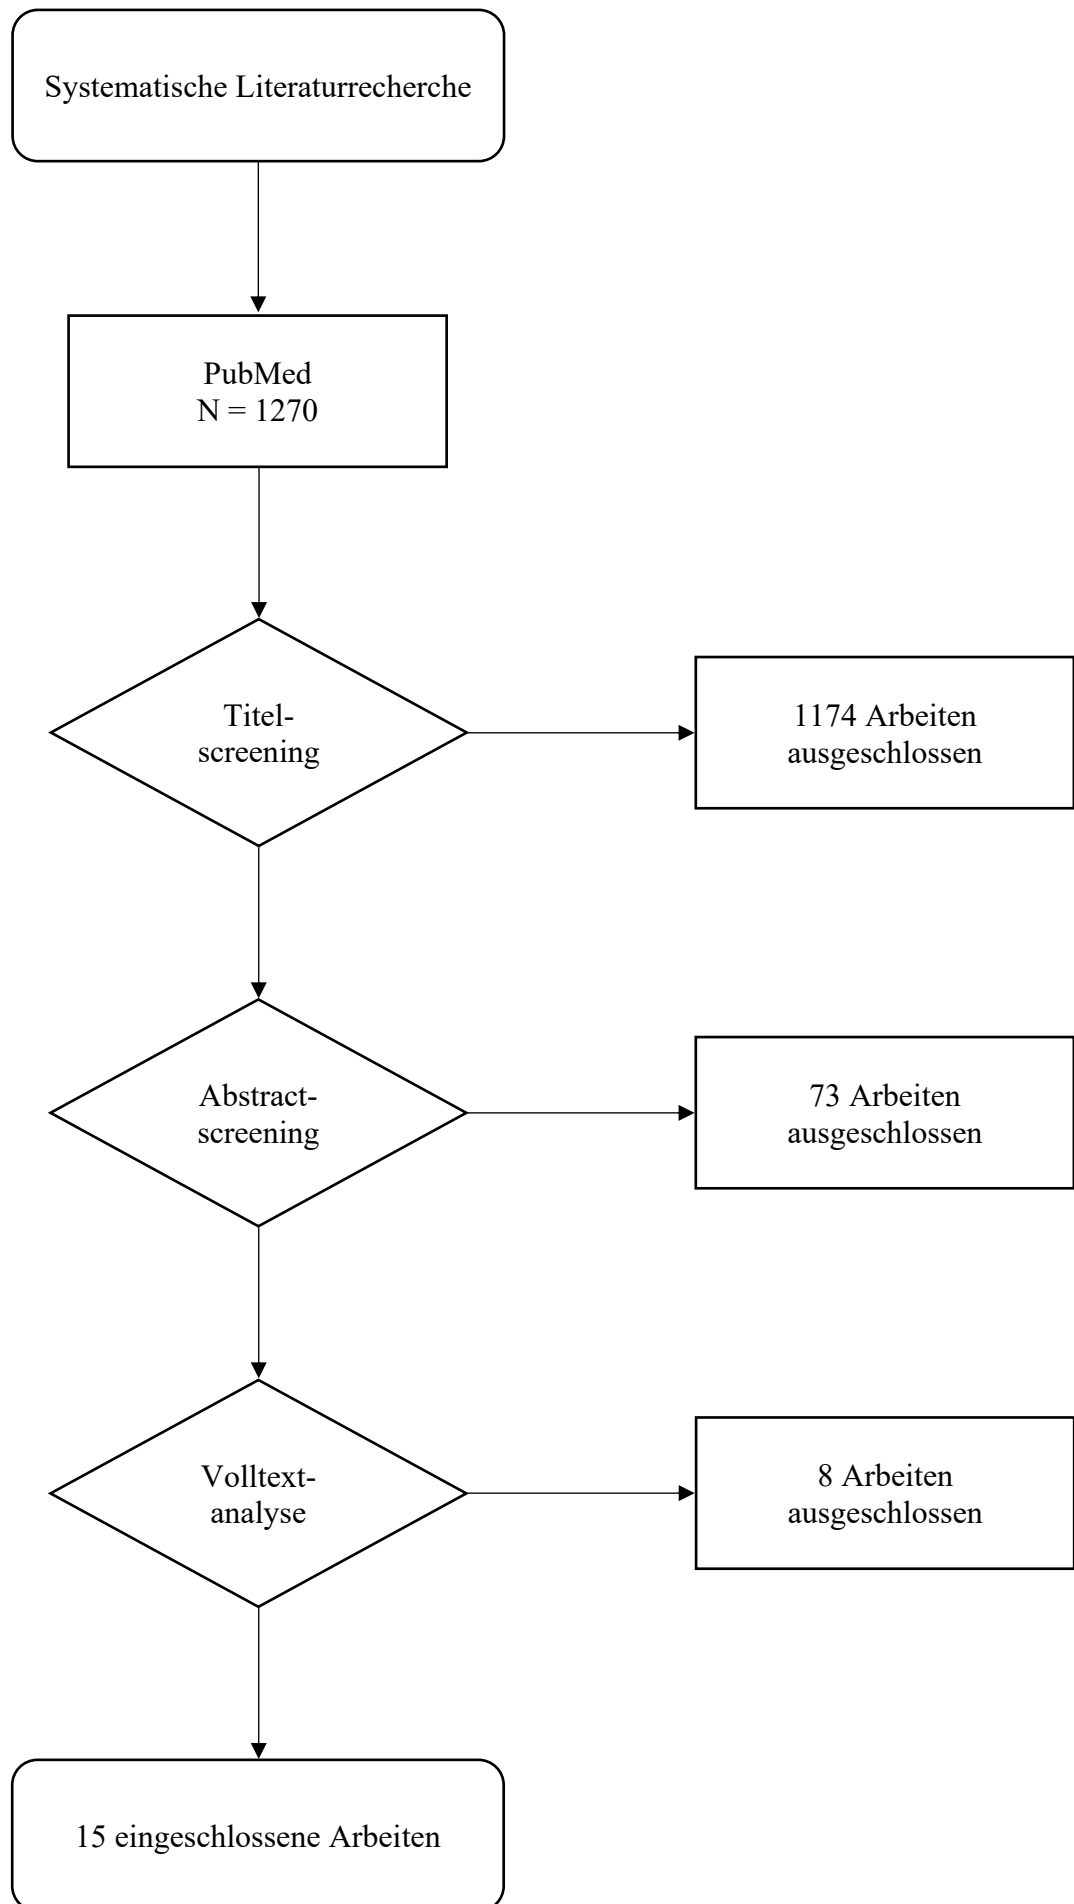 Systematische Literaturrecherche
PubMed
N = 1270
Titel-
screening
1174 Arbeiten
ausgeschlossen
Abstract-
screening
73 Arbeiten
ausgeschlossen
Volltext-
analyse
8 Arbeiten
ausgeschlossen
15 eingeschlossene Arbeiten